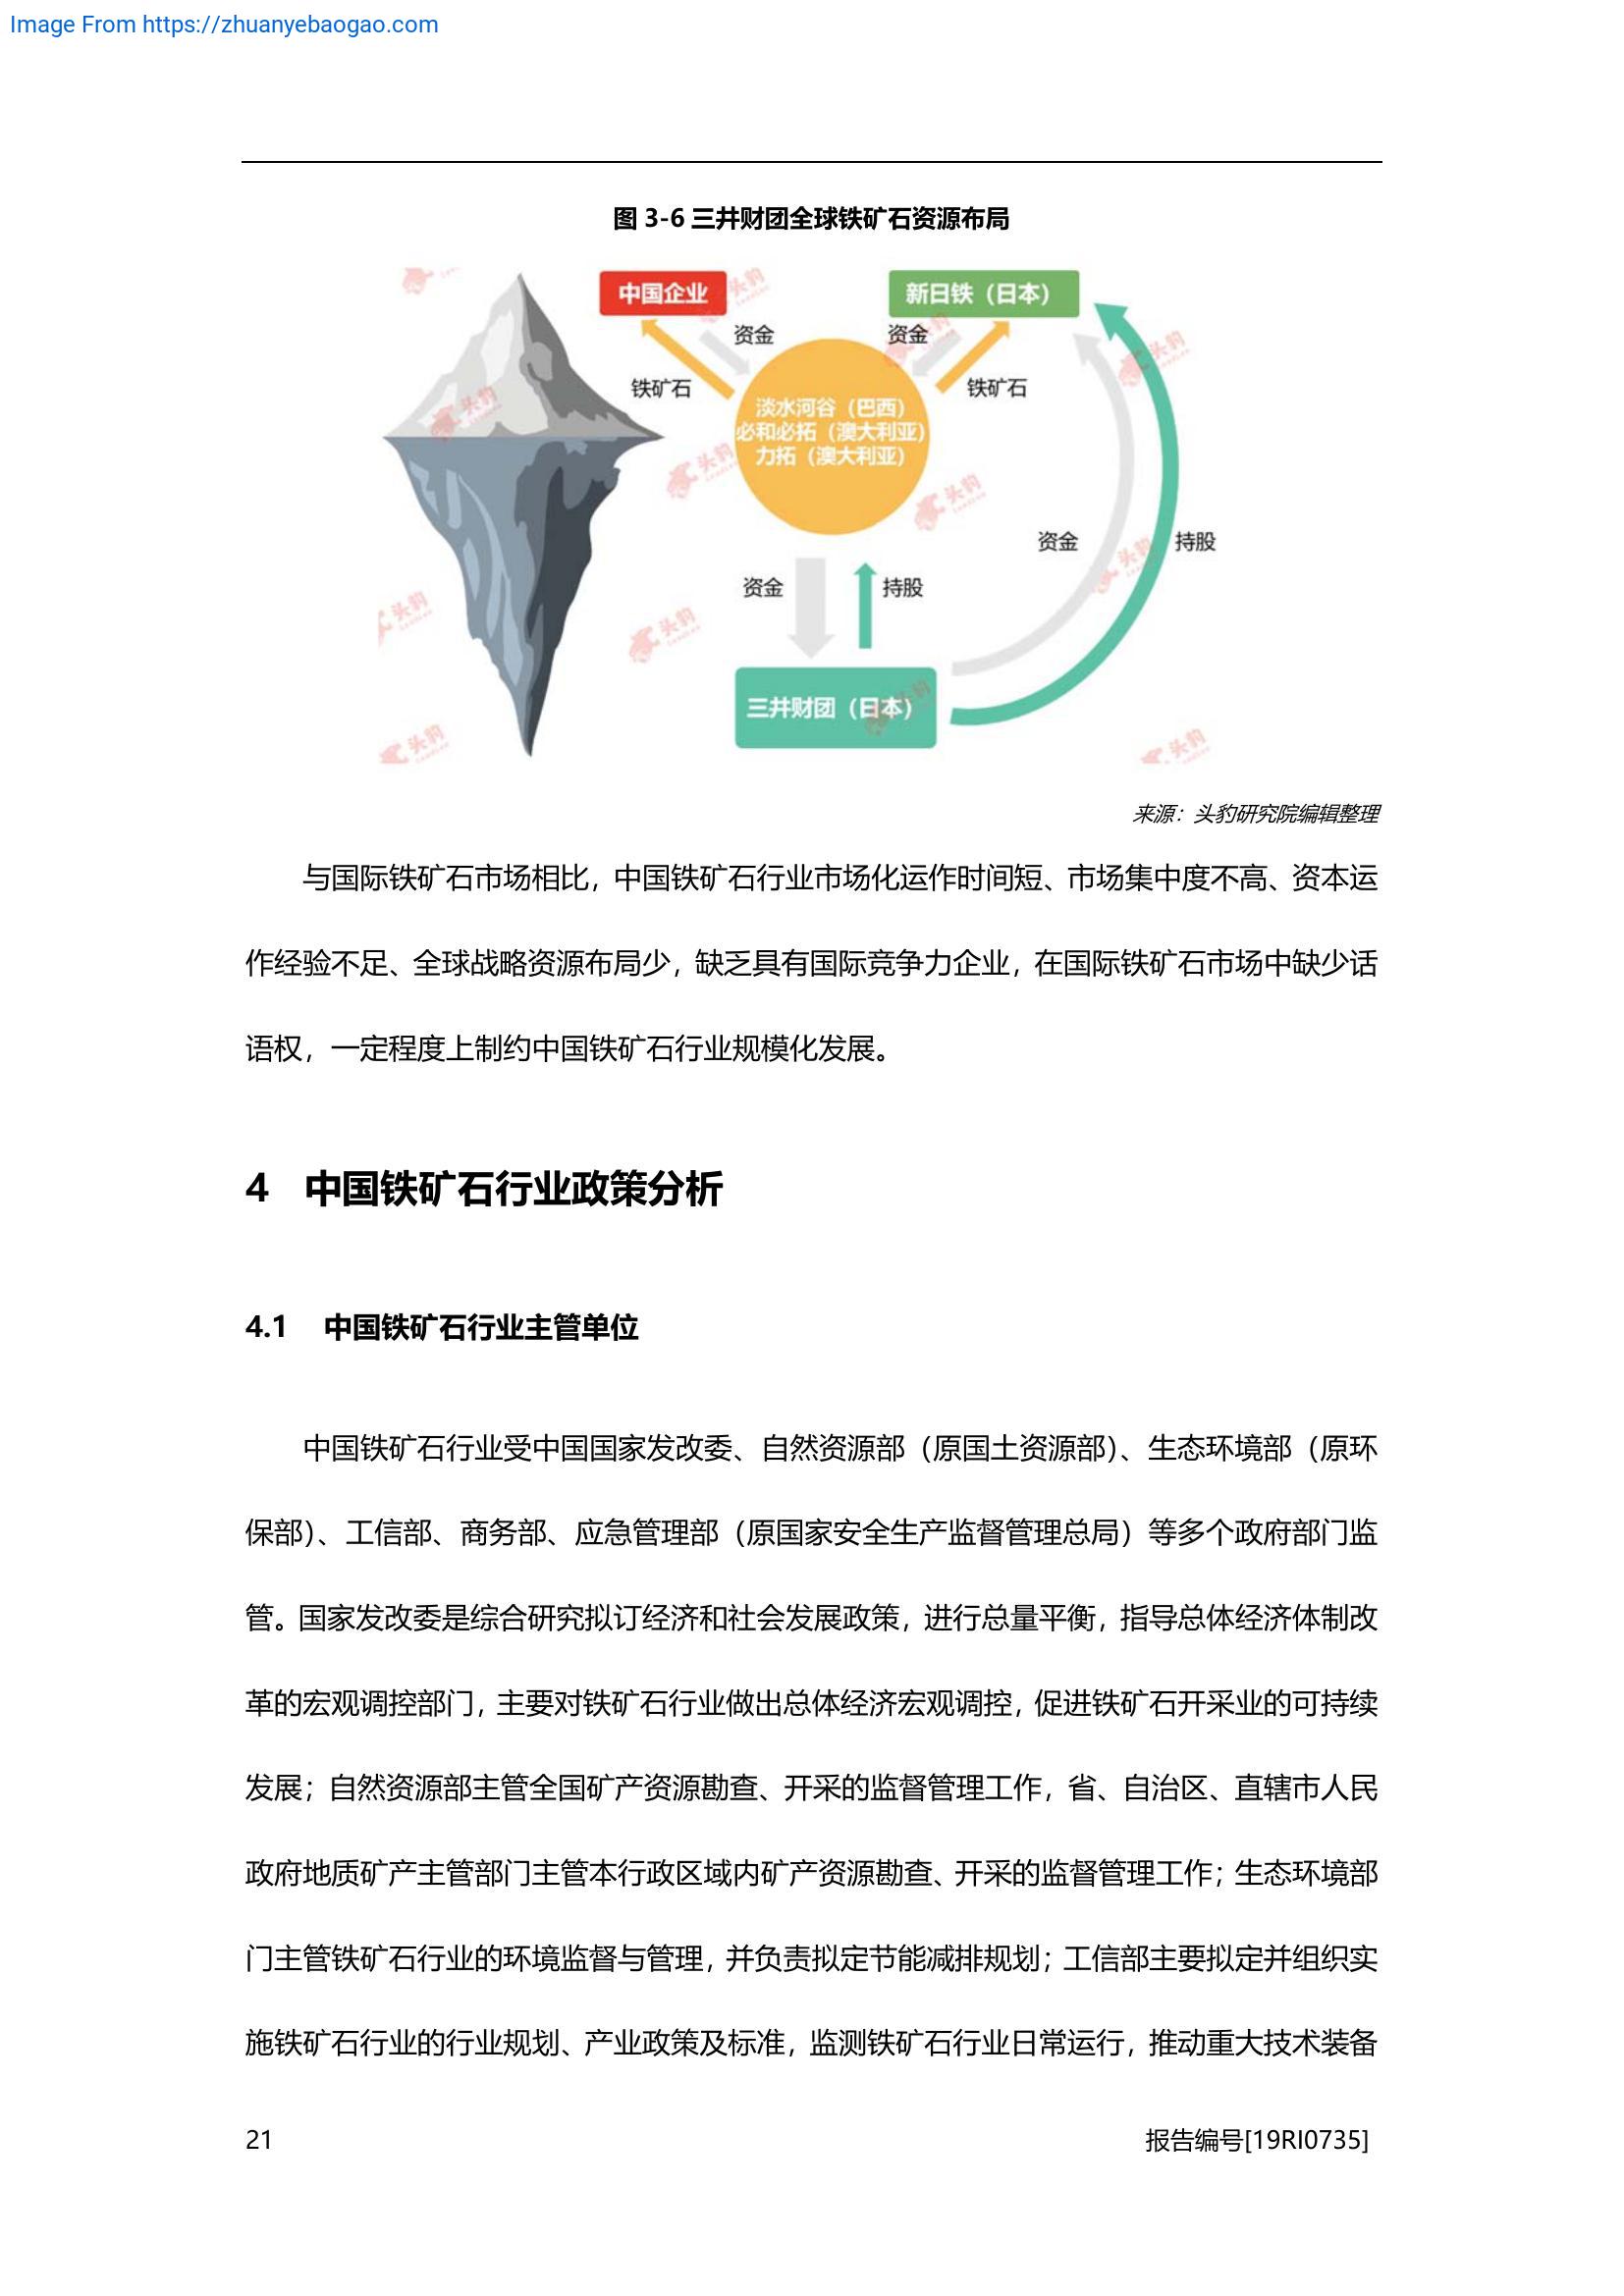 Image From https://zhuanyebaogao.com
图 3-6 三井财团全球铁矿石资源布局
中国企业
新日铁（日本）
资金
资金
铁矿石
铁矿石
淡水河谷（巴西）
必和必拓（澳大利亚）
力拓（澳大利亚）
资金
持股
资金
持股
三井财团（日本）
头豹
来源：头豹研究院编辑整理
与国际铁矿石市场相比，中国铁矿石行业市场化运作时间短、市场集中度不高、资本运
作经验不足、全球战略资源布局少，缺乏具有国际竞争力企业，在国际铁矿石市场中缺少话
语权，一定程度上制约中国铁矿石行业规模化发展。
4 中国铁矿石行业政策分析
4.1 中国铁矿石行业主管单位
中国铁矿石行业受中国国家发改委、自然资源部（原国土资源部）、生态环境部（原环
保部）、工信部、商务部、应急管理部（原国家安全生产监督管理总局）等多个政府部门监
管。国家发改委是综合研究拟订经济和社会发展政策，进行总量平衡，指导总体经济体制改
革的宏观调控部门，主要对铁矿石行业做出总体经济宏观调控，促进铁矿石开采业的可持续
发展；自然资源部主管全国矿产资源勘查、开采的监督管理工作，省、自治区、直辖市人民
政府地质矿产主管部门主管本行政区域内矿产资源勘查、开采的监督管理工作；生态环境部
门主管铁矿石行业的环境监督与管理，并负责拟定节能减排规划；工信部主要拟定并组织实
施铁矿石行业的行业规划、产业政策及标准，监测铁矿石行业日常运行，推动重大技术装备
21
报告编号[19RI0735]